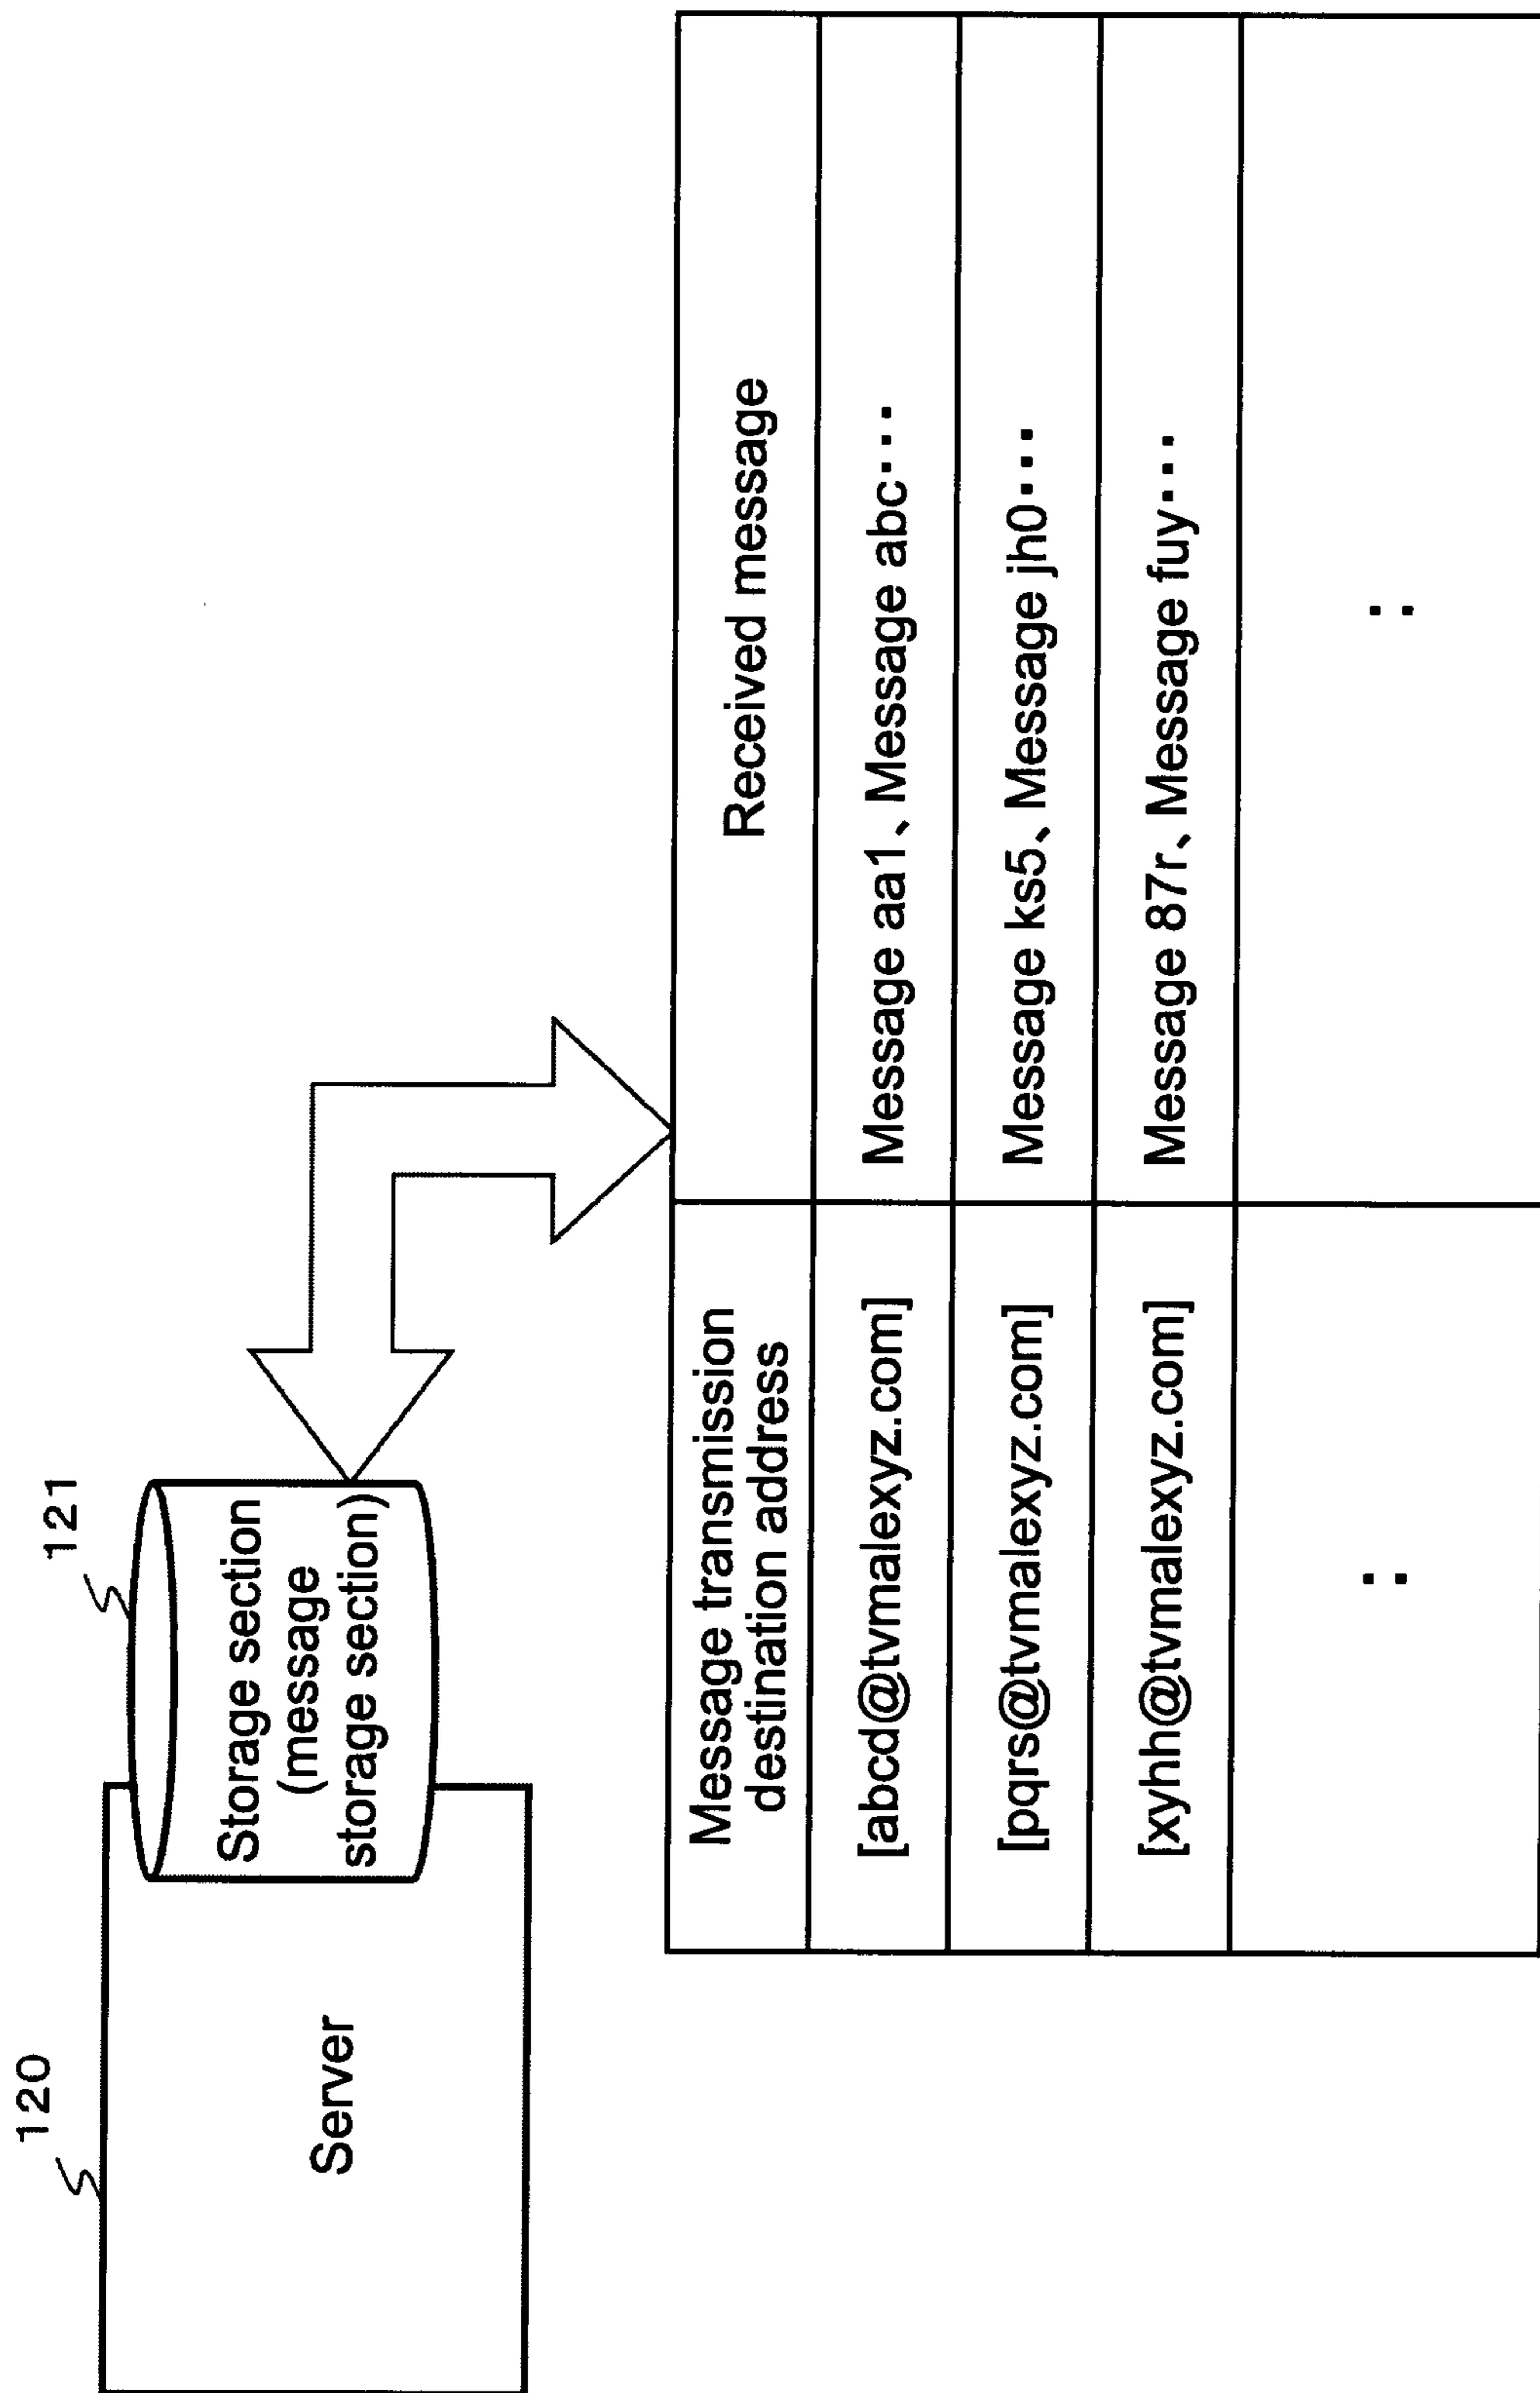 120
121
Server
Storage section
(message
storage section)
Message transmission
destination address
Received message
[abcd@tvmalexyz.com]
Message aa1、Message abc・・・
[pqrs@tvmalexyz.com]
Message ks5、Message jh0・・・
[xyhh@tvmalexyz.com]
Message 87r、Message fuy・・・
:
: